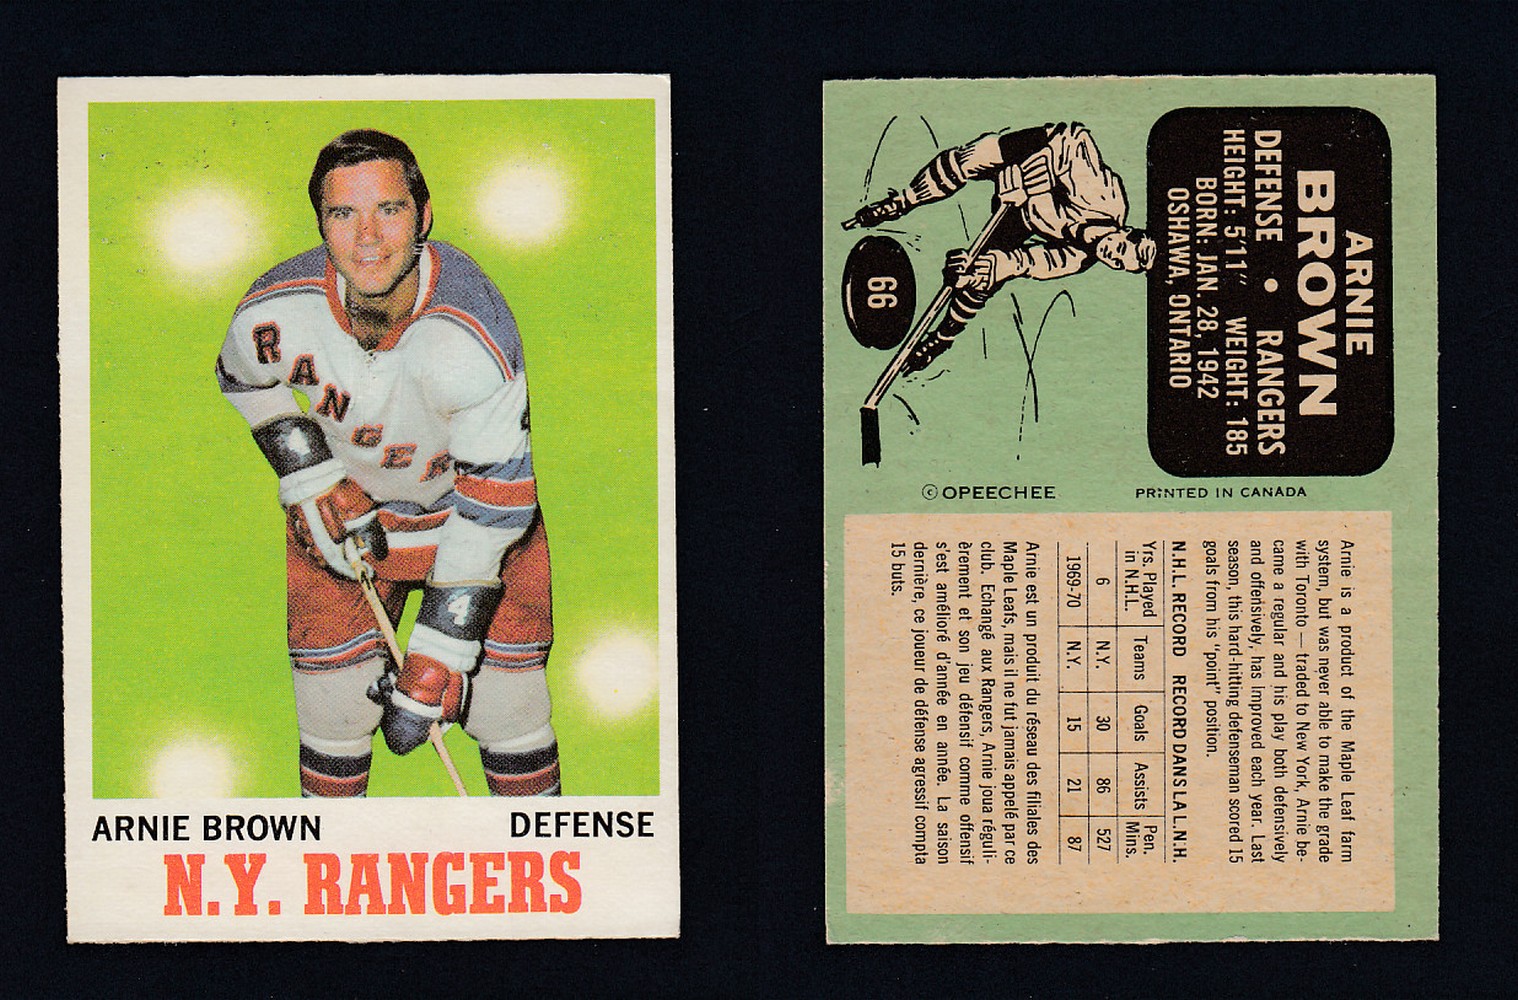 RANGER
4
4
ARNIE BROWN
DEFENSE
N.Y. RANGERS
ARNIE
BROWN
DEFENSE • RANGERS
HEIGHT: 5'11" WEIGHT: 185
BORN: JAN. 28, 1942
OSHAWA, ONTARIO
66
© OPEECHEE
PRINTED IN CANADA
Arnie is a product of the Maple Leaf farm
system, but was never able to make the grade
with Toronto — traded to New York, Arnie be-
came a regular and his play both defensively
and offensively, has improved each year. Last
season, this hard-hitting defenseman scored 15
goals from his "point" position.
N.H.L. RECORD RECORD DANS LA L.N.H.
Yrs. Played in N.H.L. Teams Goals Assists Pen. Mins.
6 N.Y. 30 86 527
1969-70 N.Y. 15 21 87
Arnie est un produit du réseau des filiales des
Maple Leafs, mais il ne fut jamais appelé par ce
club. Echangé aux Rangers, Arnie joua réguli-
èrement et son jeu défensif comme offensif
s'est amélioré d'année en année. La saison
dernière, ce joueur de défense agressif compta
15 buts.